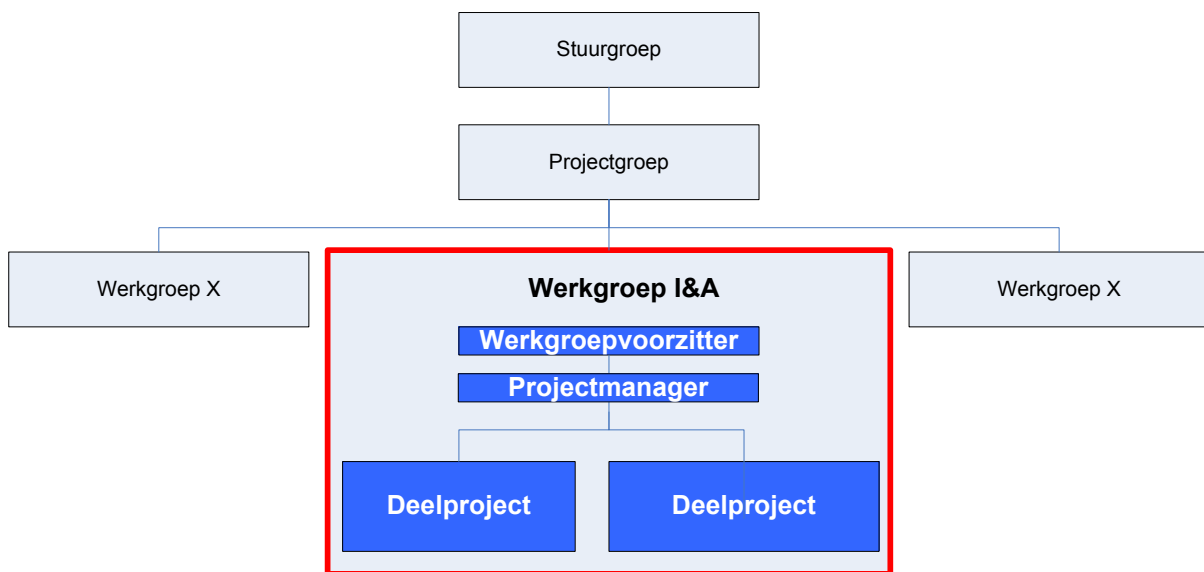 Stuurgroep
Projectgroep
Werkgroep X
Werkgroep I&A
Werkgroep X
Werkgroepvoorzitter
Projectmanager
Deelproject
Deelproject